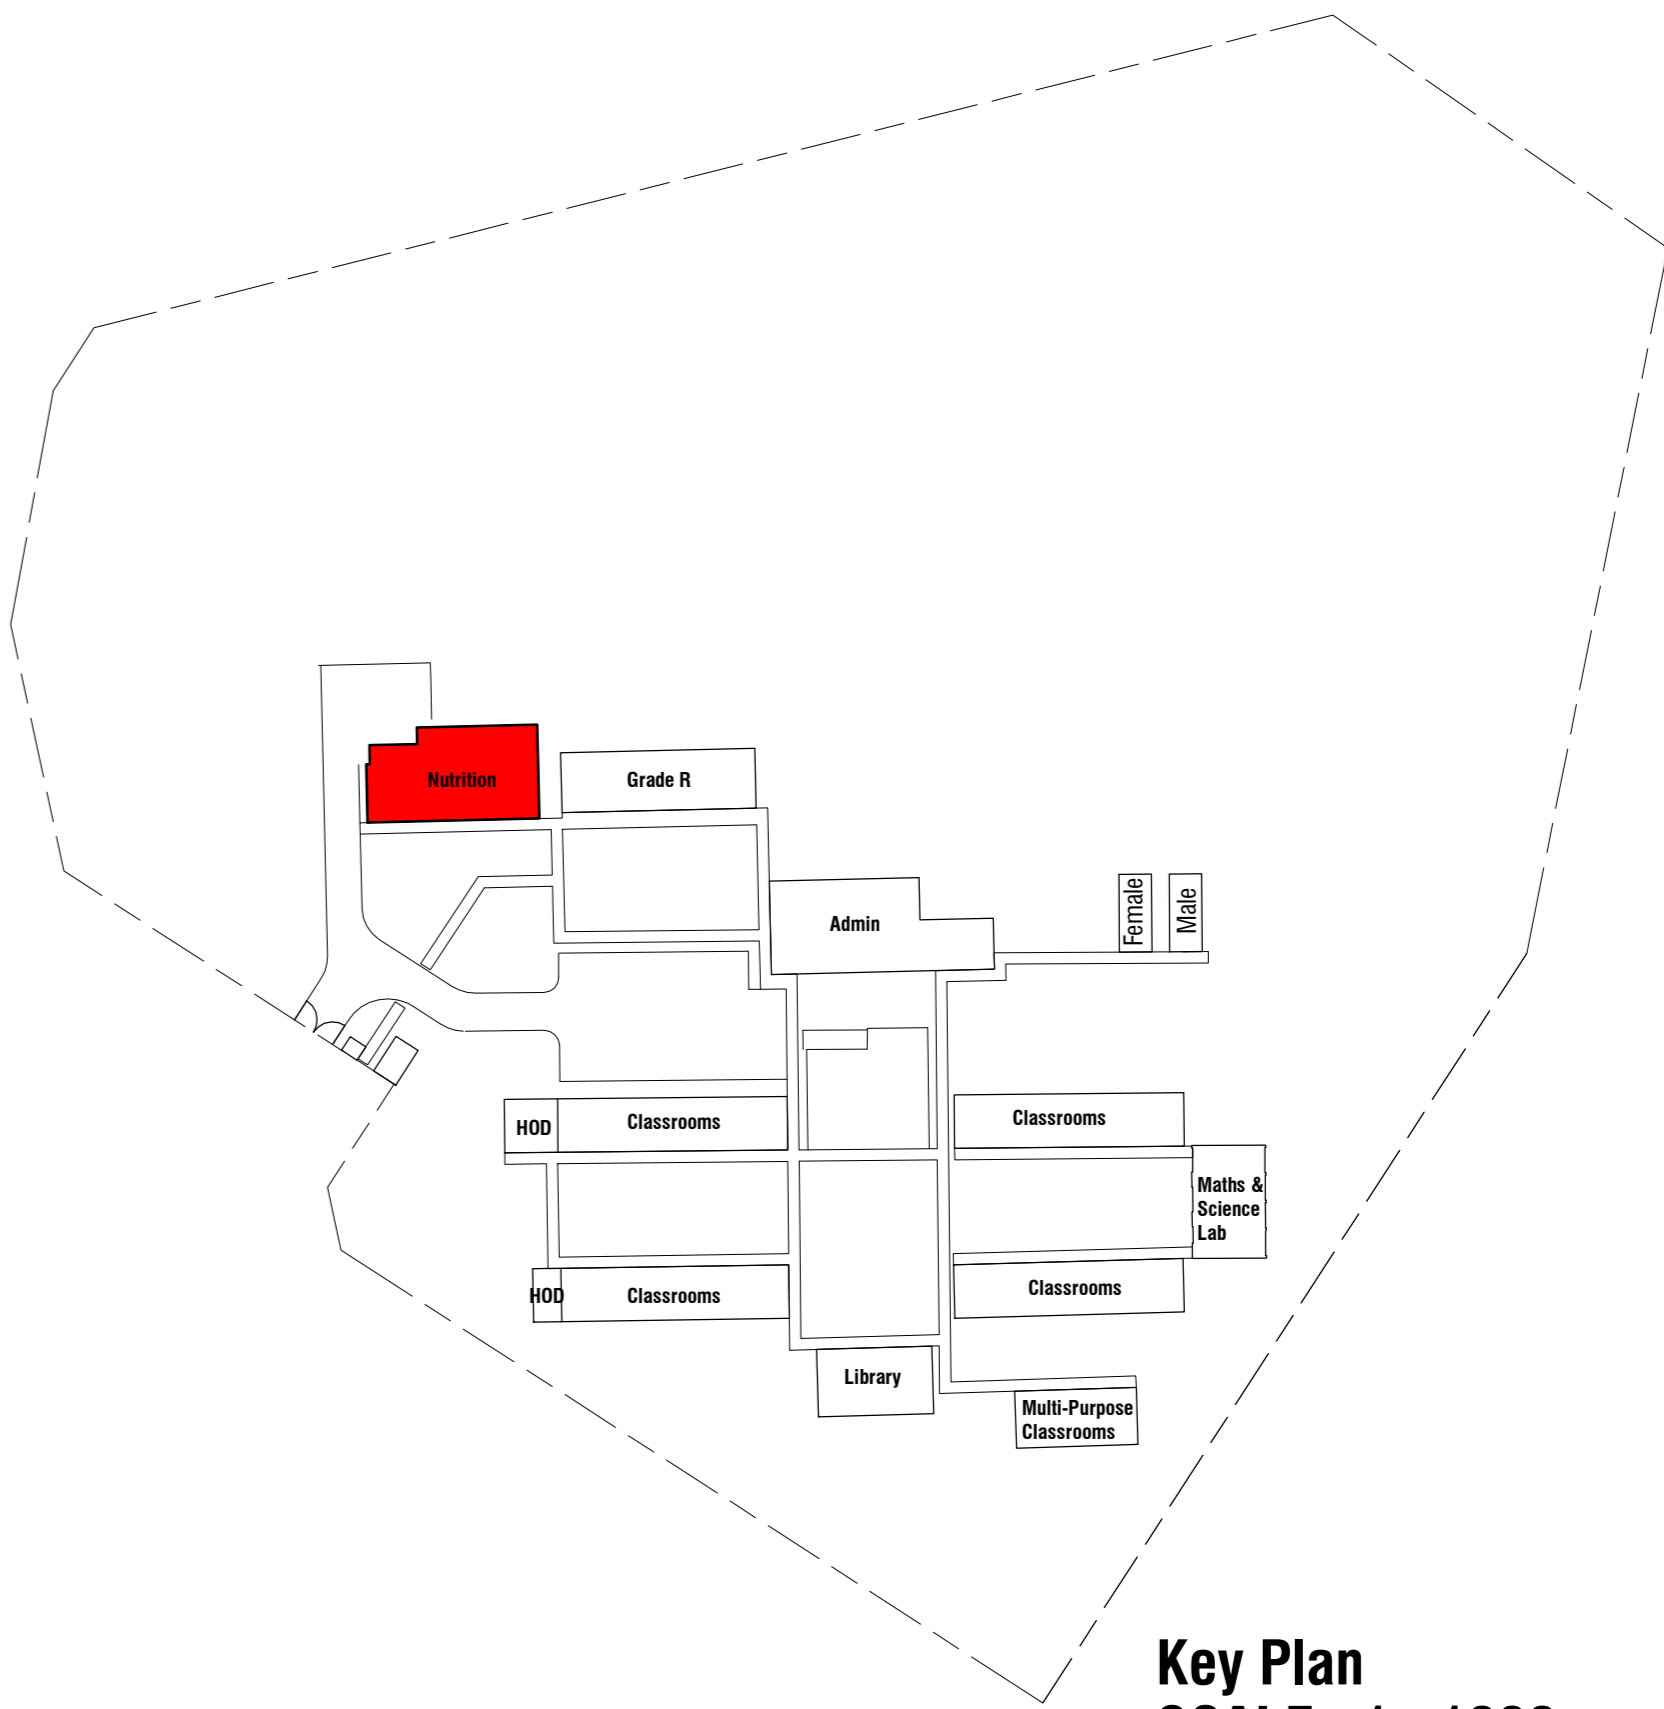 Nutrition
Grade R
Admin
Female
Male
HOD
Classrooms
Classrooms
Maths &
Science
Lab
HOD
Classrooms
Classrooms
Library
Multi-Purpose
Classrooms
Key Plan